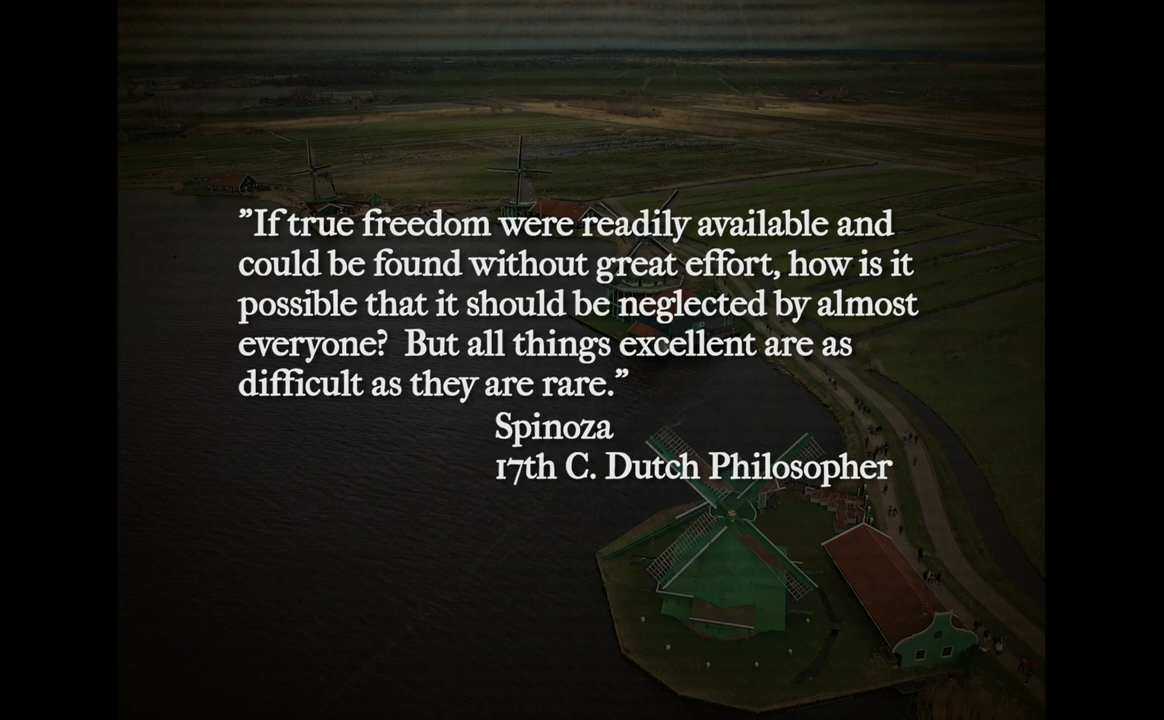 ”If true freedom were readily available and
could be found without great effort, how is it
possible that it should be neglected by almost
everyone?  But all things excellent are as
difficult as they are rare.”
Spinoza
17th C. Dutch Philosopher